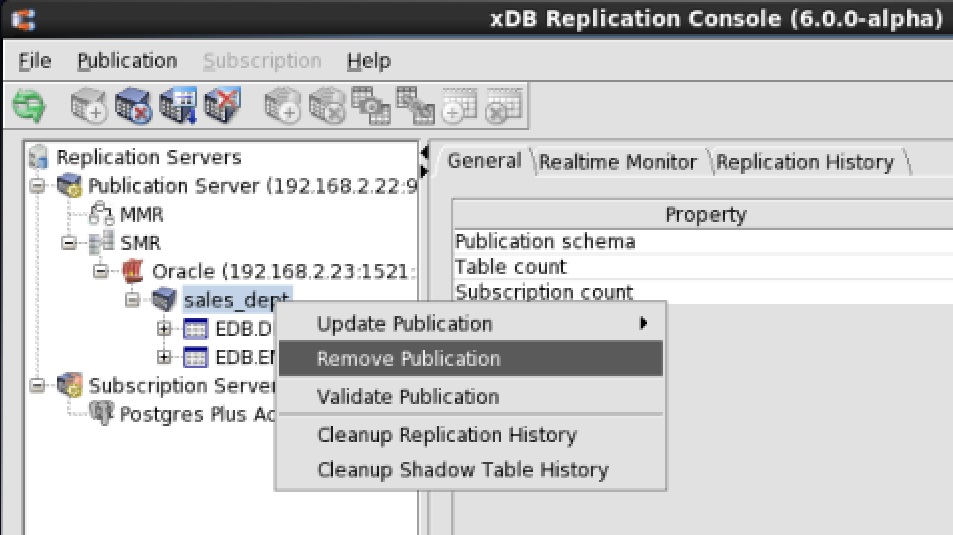 xDB Replication Console (6.0.0-alpha)
File Publication Subscription Help
Replication Servers
Publication Server (192.168.2.22:9
MMR
SMR
Oracle (192.168.2.23:1521:
sales_dept
EDB.D
EDB.EM
Subscription Server
Postgres Plus Ad
General Realtime Monitor Replication History
Property
Publication schema
Table count
Subscription count
Update Publication
Remove Publication
Validate Publication
Cleanup Replication History
Cleanup Shadow Table History